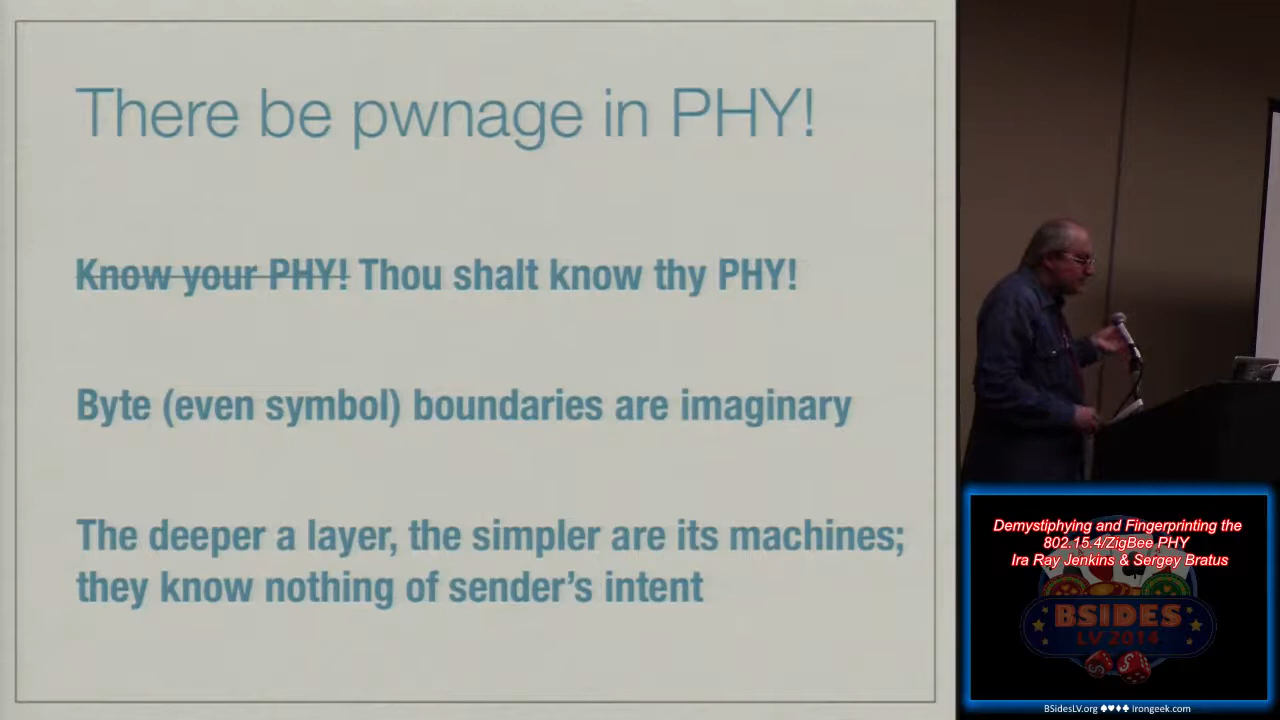 There be pwnage in PHY!
Know your PHY! Thou shalt know thy PHY!
Byte (even symbol) boundaries are imaginary
The deeper a layer, the simpler are its machines;
they know nothing of sender's intent
Demystiphying and Fingerprinting the
802.15.4/ZigBee PHY
Ira Ray Jenkins & Sergey Bratus
BSIDES
LV 2014
BSidesLV.org ♠♥♦♣ Irongeek.com